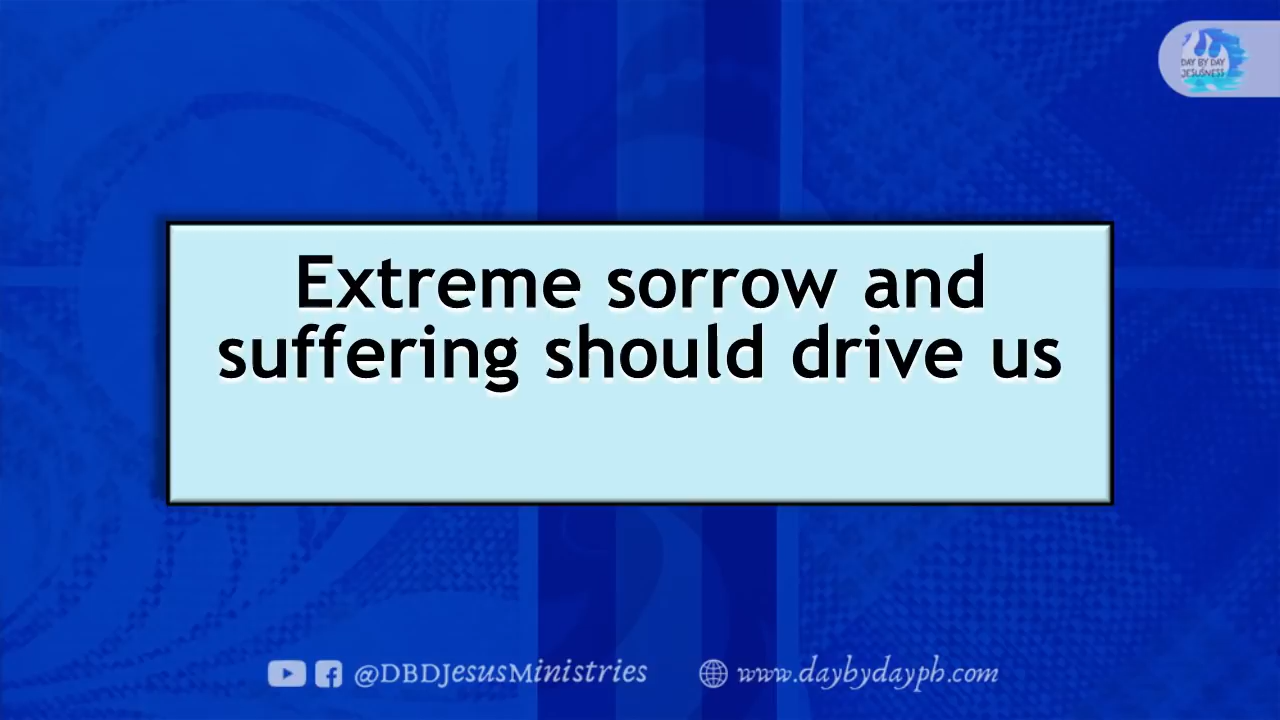 DAY BY DAY
JESUSNESS
Extreme sorrow and
suffering should drive us
@DBDJesusMinistries
www.daybydayph.com